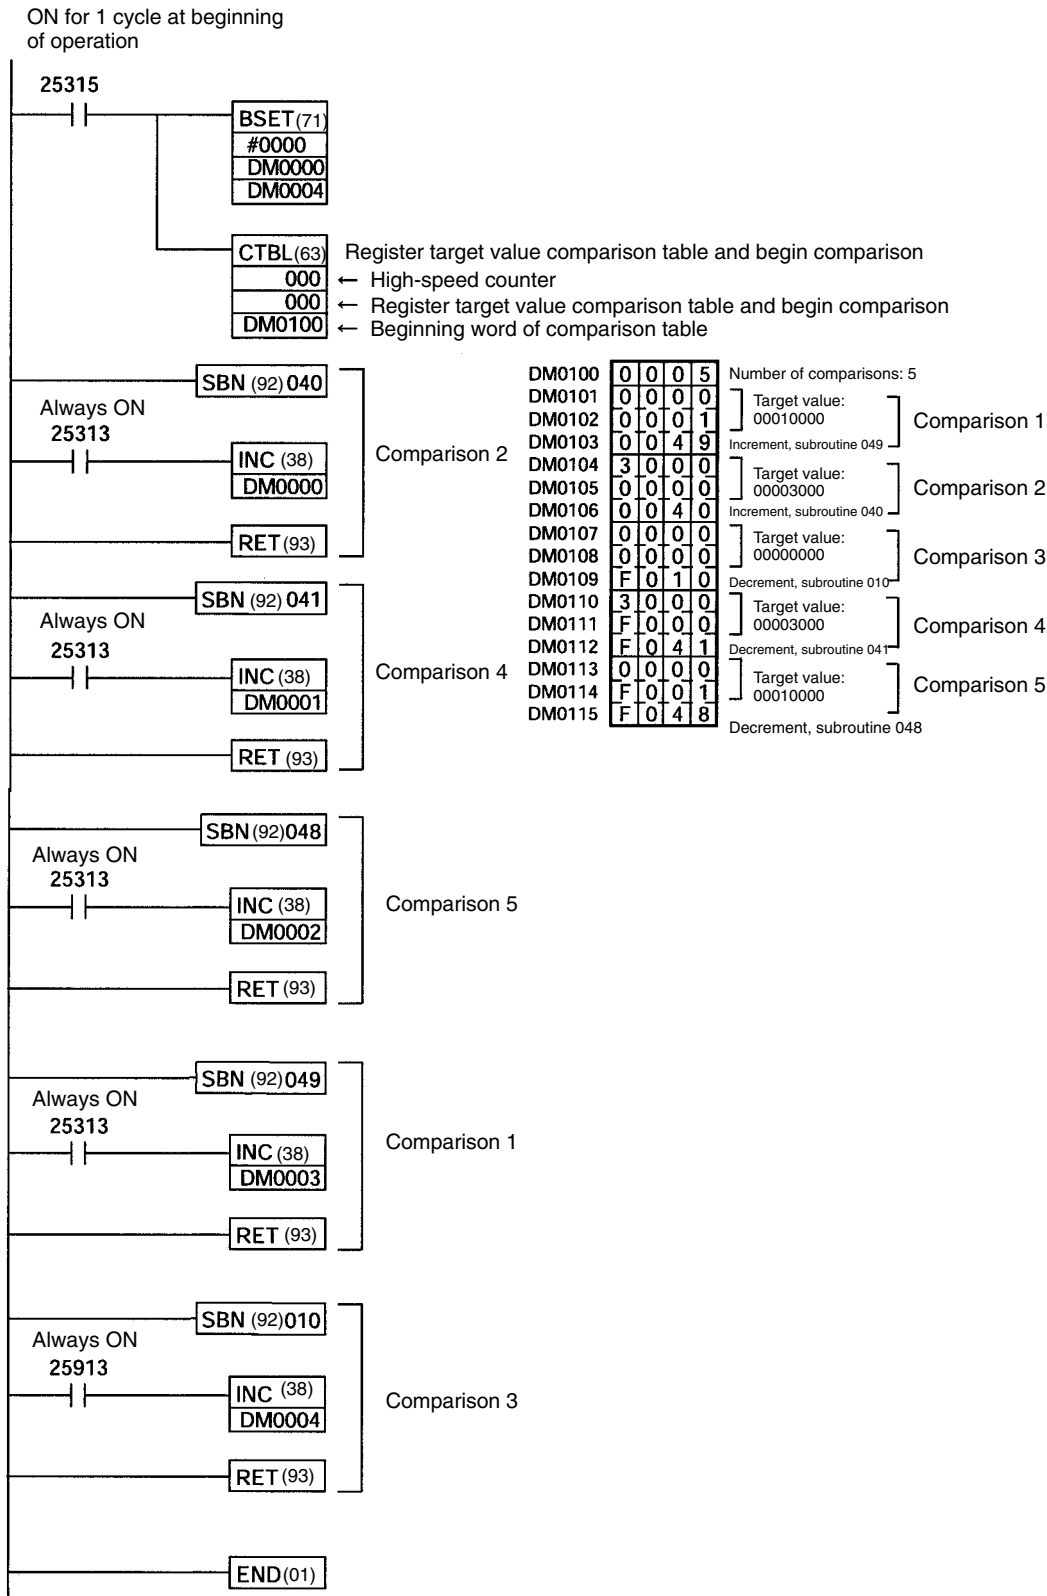 ON for 1 cycle at beginning
of operation
25315
BSET(71)
#0000
DM0000
DM0004
CTBL(63) Register target value comparison table and begin comparison
000 ← High-speed counter
000 ← Register target value comparison table and begin comparison
DM0100 ← Beginning word of comparison table
SBN (92) 040
Always ON
25313
INC (38)
DM0000
RET(93)
Comparison 2
SBN (92) 041
Always ON
25313
INC (38)
DM0001
RET (93)
Comparison 4
DM0100 0 0 0 5 Number of comparisons: 5
DM0101 0 0 0 0
DM0102 0 0 0 1
DM0103 0 0 4 9
Target value:
00010000
Increment, subroutine 049
Comparison 1
DM0104 3 0 0 0
DM0105 0 0 0 0
DM0106 0 0 4 0
Target value:
00003000
Increment, subroutine 040
Comparison 2
DM0107 0 0 0 0
DM0108 0 0 0 0
DM0109 F 0 1 0
Target value:
00000000
Decrement, subroutine 010
Comparison 3
DM0110 3 0 0 0
DM0111 F 0 0 0
DM0112 F 0 4 1
Target value:
00003000
Decrement, subroutine 041
Comparison 4
DM0113 0 0 0 0
DM0114 F 0 0 1
DM0115 F 0 4 8
Target value:
00010000
Decrement, subroutine 048
Comparison 5
SBN (92)048
Always ON
25313
INC (38)
DM0002
RET (93)
Comparison 5
SBN (92) 049
Always ON
25313
INC (38)
DM0003
RET (93)
Comparison 1
SBN (92)010
Always ON
25913
INC (38)
DM0004
RET (93)
Comparison 3
END(01)